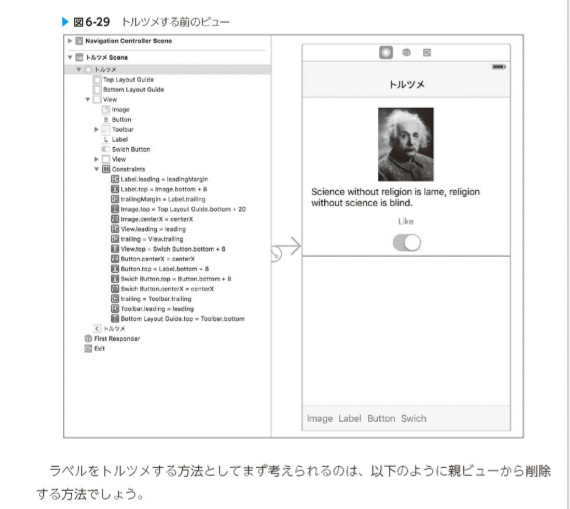 ▶ 図6-29 トルツメする前のビュー
Navigation Controller Scene
トルツメ Scene
トルツメ
Top Layout Guide
Bottom Layout Guide
View
Image
B Button
Toolbar
L Label
Swich Button
View
Constraints
Label.leading = leadingMargin
Label.top = Image.bottom + 8
trailingMargin = Label.trailing
Image.top = Top Layout Guide.bottom + 20
Image.centerX = centerX
View.leading = leading
trailing = View.trailing
View.top = Swich Button.bottom + 8
Button.centerX = centerX
Button.top = Label.bottom + 8
Swich Button.top = Button.bottom + 8
Swich Button.centerX = centerX
trailing = Toolbar.trailing
Toolbar.leading = leading
Bottom Layout Guide.top = Toolbar.bottom
トルツメ
First Responder
Exit
トルツメ
Science without religion is lame, religion
without science is blind.
Like
Image Label Button Swich
ラベルをトルツメする方法としてまず考えられるのは、以下のように親ビューから削除
する方法でしょう。